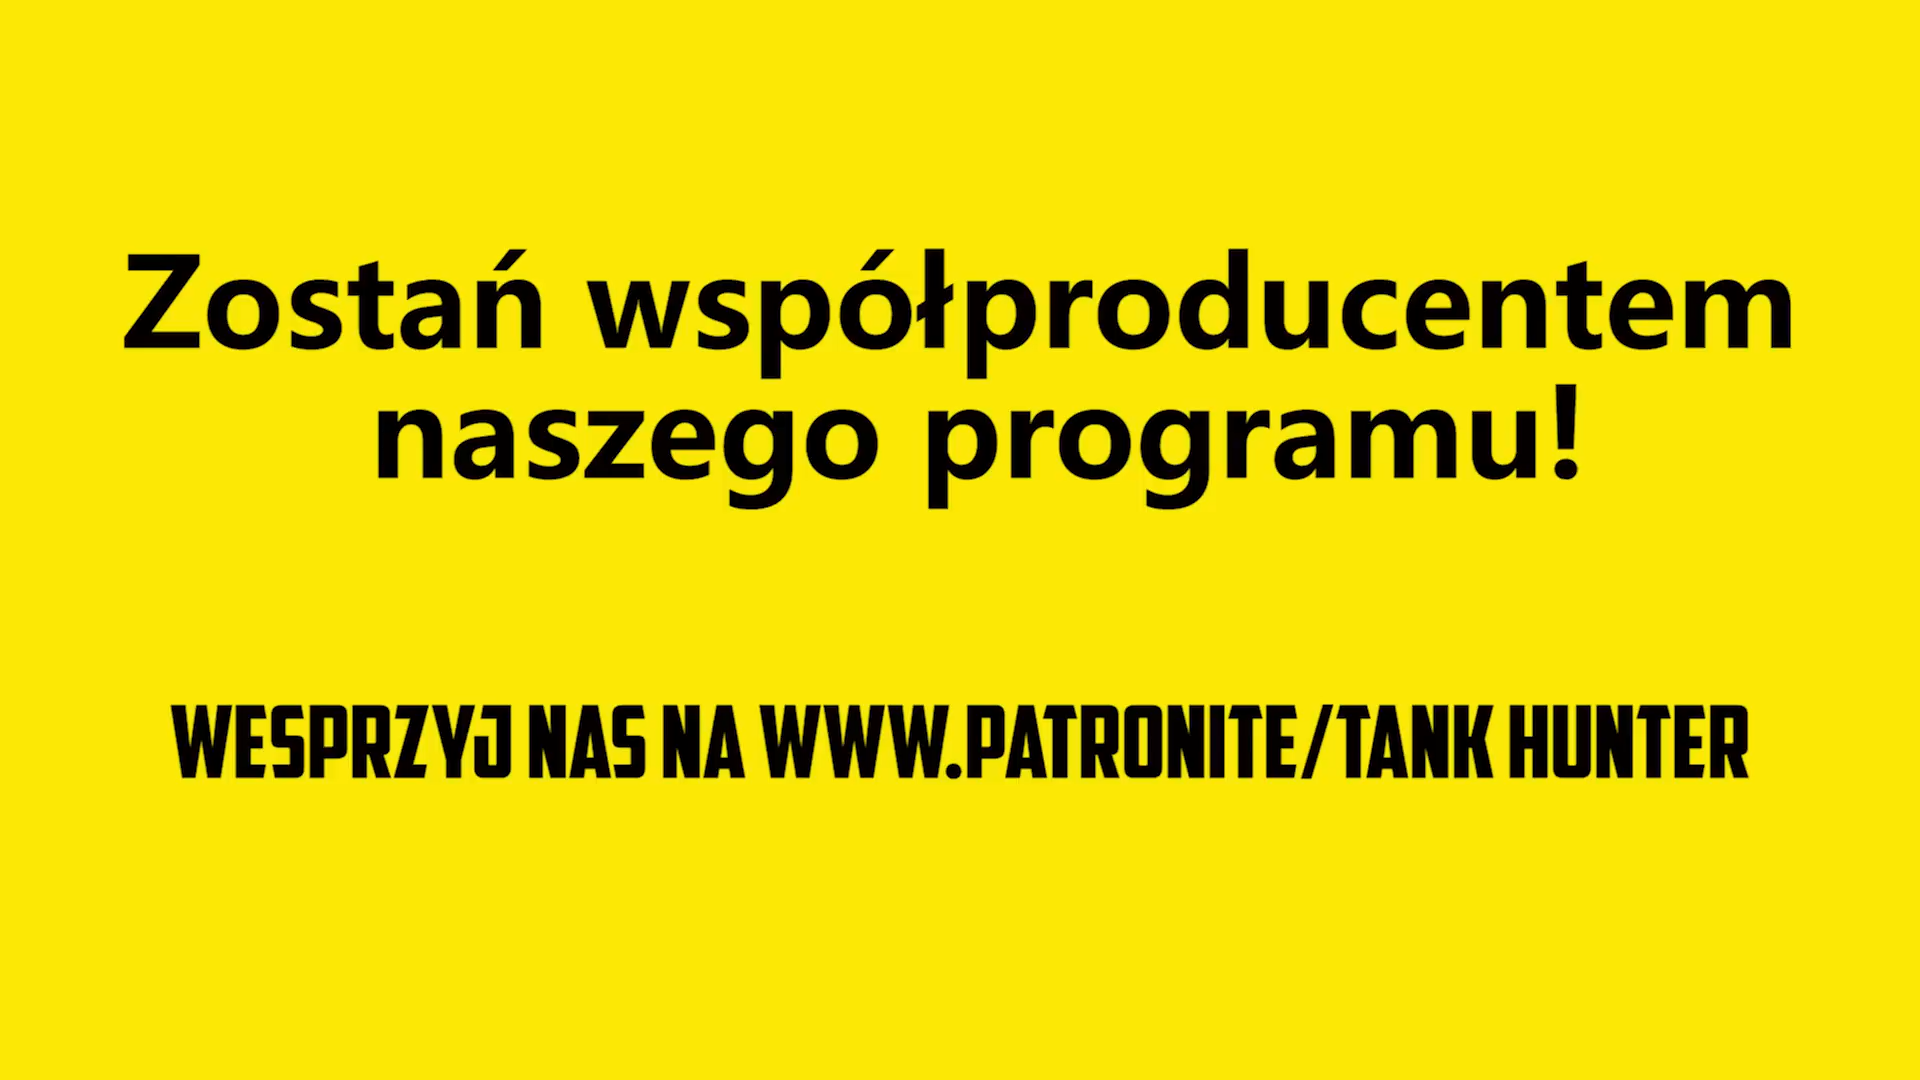 Zostań współproducentem
naszego programu!
WESPRZYJ NAS NA WWW.PATRONITE/TANK HUNTER